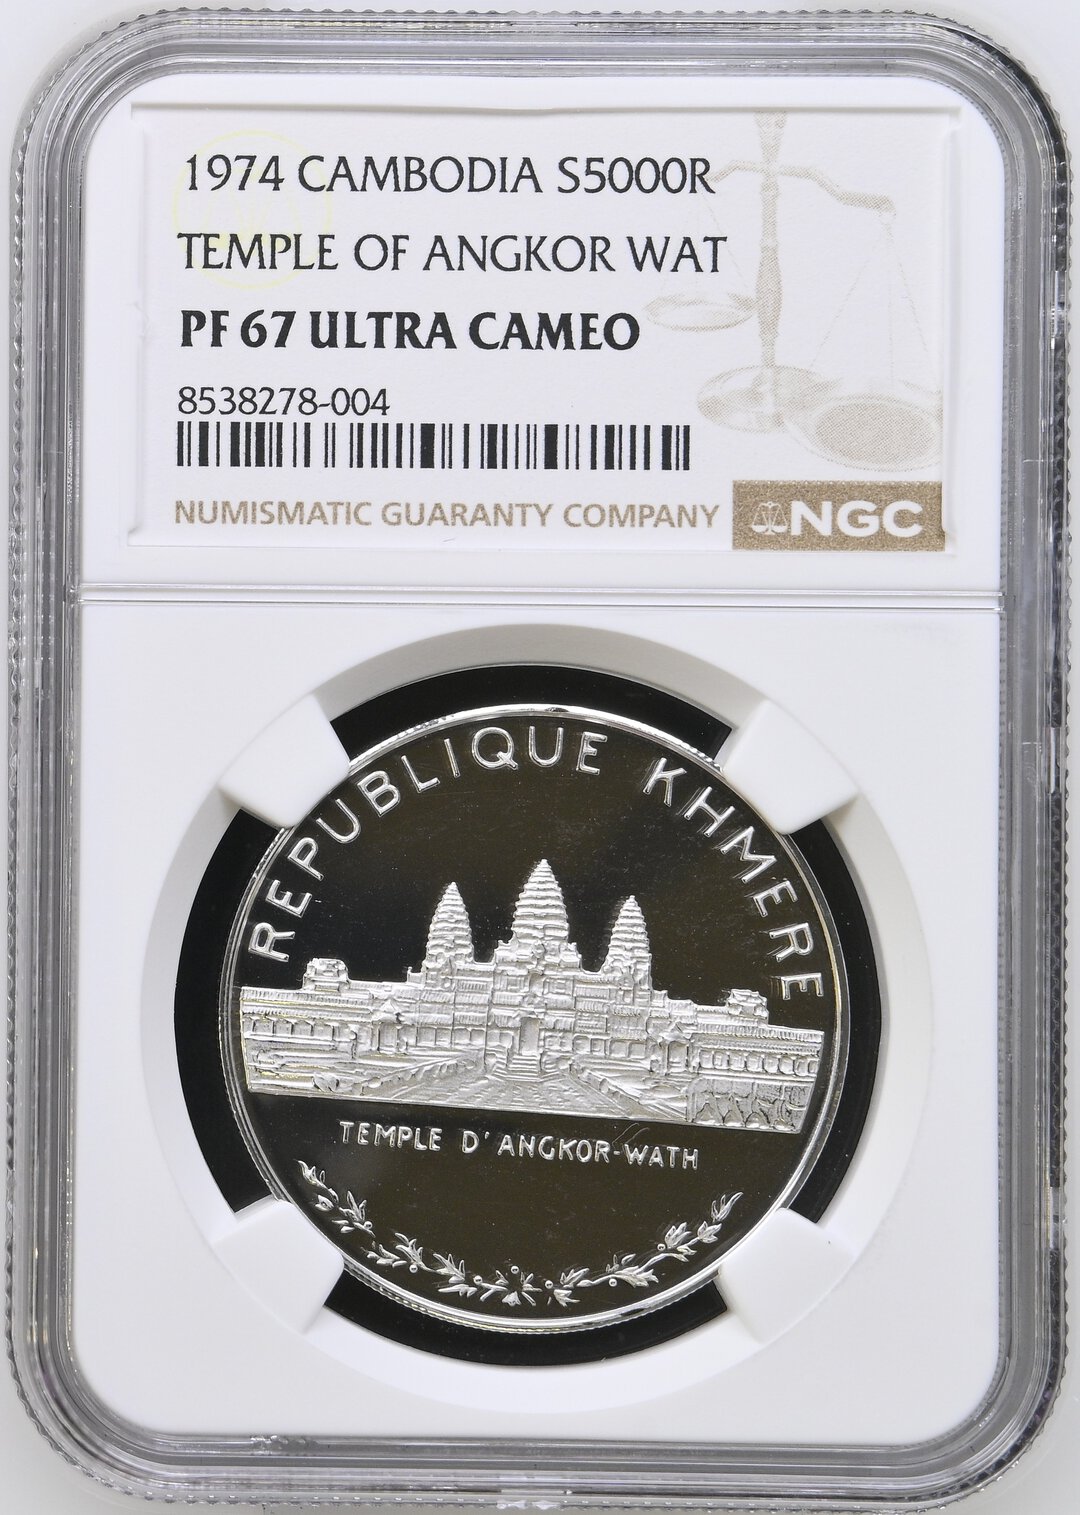 1974 CAMBODIA S5000R
TEMPLE OF ANGKOR WAT
PF 67 ULTRA CAMEO
8538278-004
NUMISMATIC GUARANTY COMPANY
NGC
REPUBLIQUE KHMERE
TEMPLE D'ANGKOR-WATH